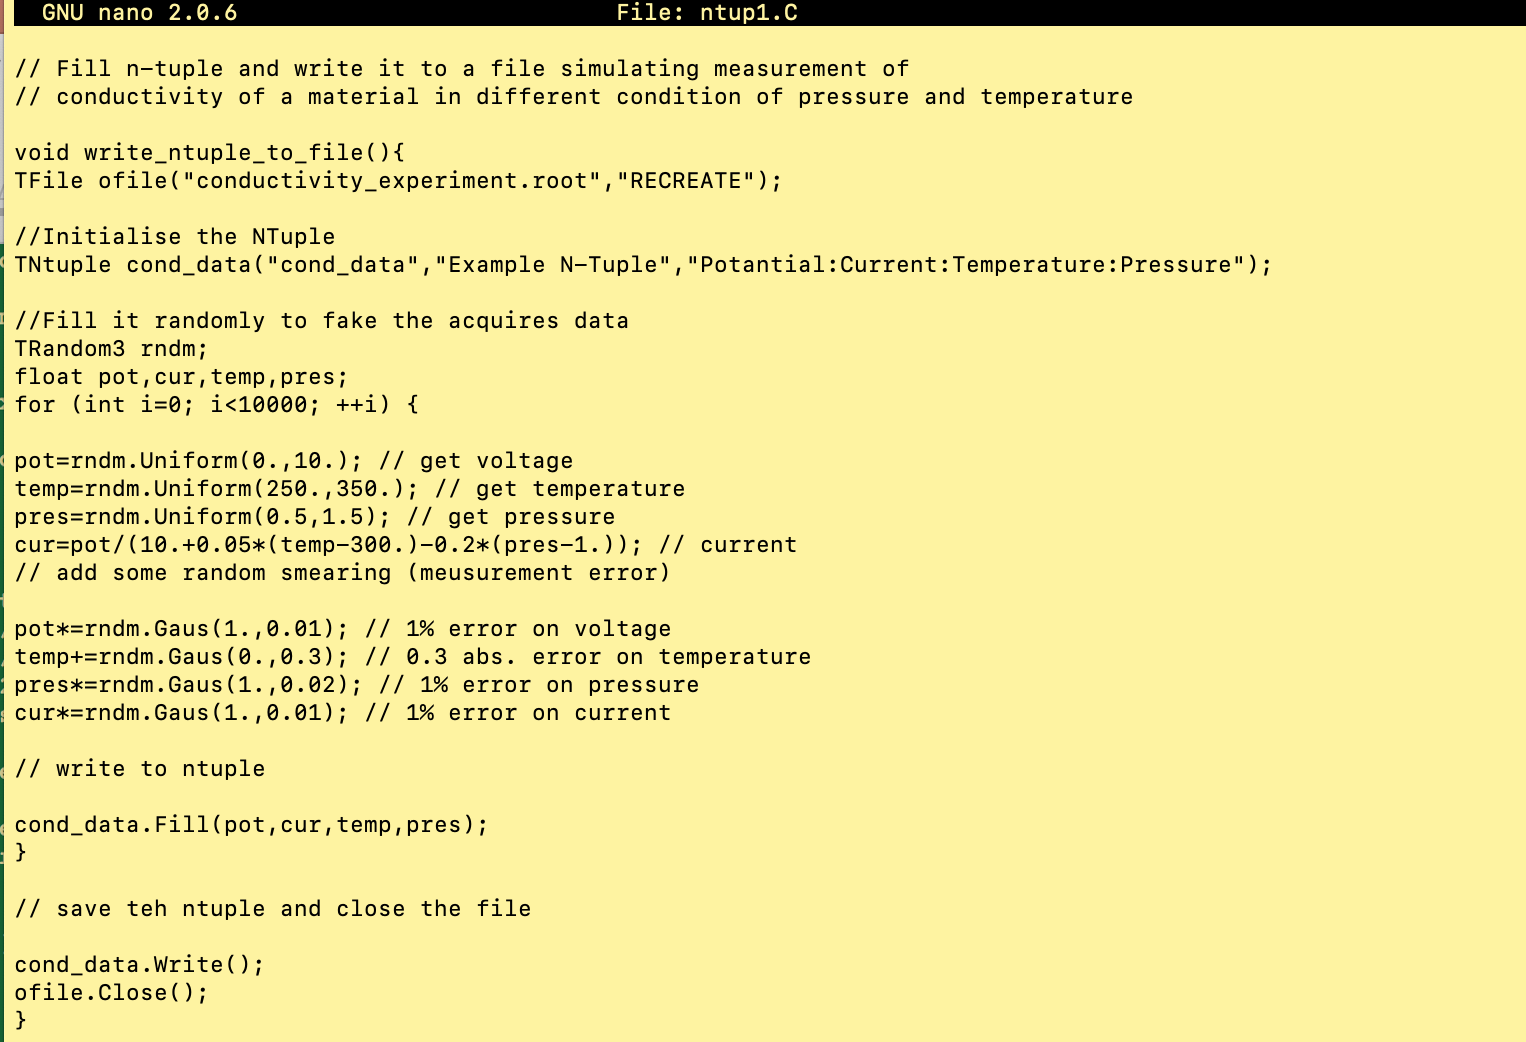 GNU nano 2.0.6 File: ntup1.C
// Fill n-tuple and write it to a file simulating measurement of
// conductivity of a material in different condition of pressure and temperature
void write_ntuple_to_file(){
TFile ofile("conductivity_experiment.root","RECREATE");
//Initialise the NTuple
TNtuple cond_data("cond_data","Example N-Tuple","Potantial:Current:Temperature:Pressure");
//Fill it randomly to fake the acquires data
TRandom3 rndm;
float pot,cur,temp,pres;
for (int i=0; i<10000; ++i) {
pot=rndm.Uniform(0.,10.); // get voltage
temp=rndm.Uniform(250.,350.); // get temperature
pres=rndm.Uniform(0.5,1.5); // get pressure
cur=pot/(10.+0.05*(temp-300.)-0.2*(pres-1.)); // current
// add some random smearing (meusurement error)
pot*=rndm.Gaus(1.,0.01); // 1% error on voltage
temp+=rndm.Gaus(0.,0.3); // 0.3 abs. error on temperature
pres*=rndm.Gaus(1.,0.02); // 1% error on pressure
cur*=rndm.Gaus(1.,0.01); // 1% error on current
// write to ntuple
cond_data.Fill(pot,cur,temp,pres);
}
// save teh ntuple and close the file
cond_data.Write();
ofile.Close();
}